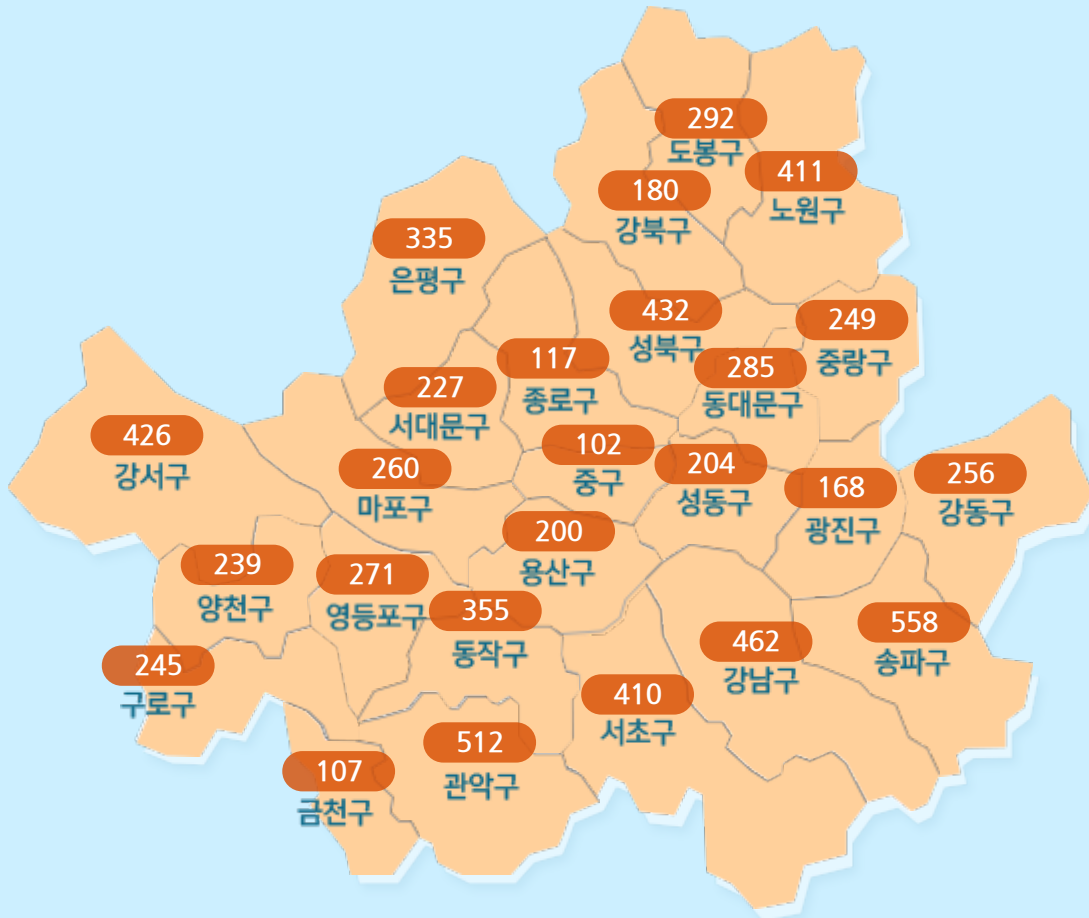 292
도봉구
411
노원구
180
강북구
335
은평구
432
성북구
249
중랑구
117
종로구
285
동대문구
227
서대문구
426
강서구
102
중구
204
성동구
260
마포구
168
광진구
256
강동구
200
용산구
239
양천구
271
영등포구
355
동작구
462
강남구
558
송파구
245
구로구
410
서초구
512
관악구
107
금천구